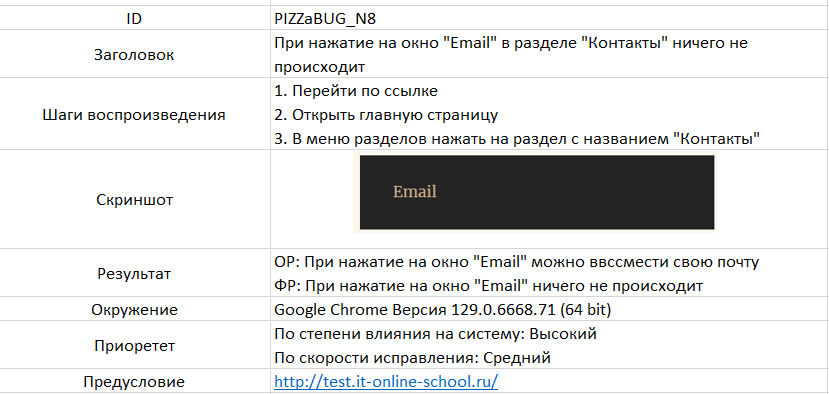 ID
PIZZaBUG_N8
Заголовок
При нажатие на окно "Email" в разделе "Контакты" ничего не
происходит
Шаги воспроизведения
1. Перейти по ссылке
2. Открыть главную страницу
3. В меню разделов нажать на раздел с названием "Контакты"
Скриншот
Email
Результат
ОР: При нажатие на окно "Email" можно ввссмести свою почту
ФР: При нажатие на окно "Email" ничего не происходит
Окружение
Google Chrome Версия 129.0.6668.71 (64 bit)
Приоретет
По степени влияния на систему: Высокий
По скорости исправления: Средний
Предусловие
http://test.it-online-school.ru/